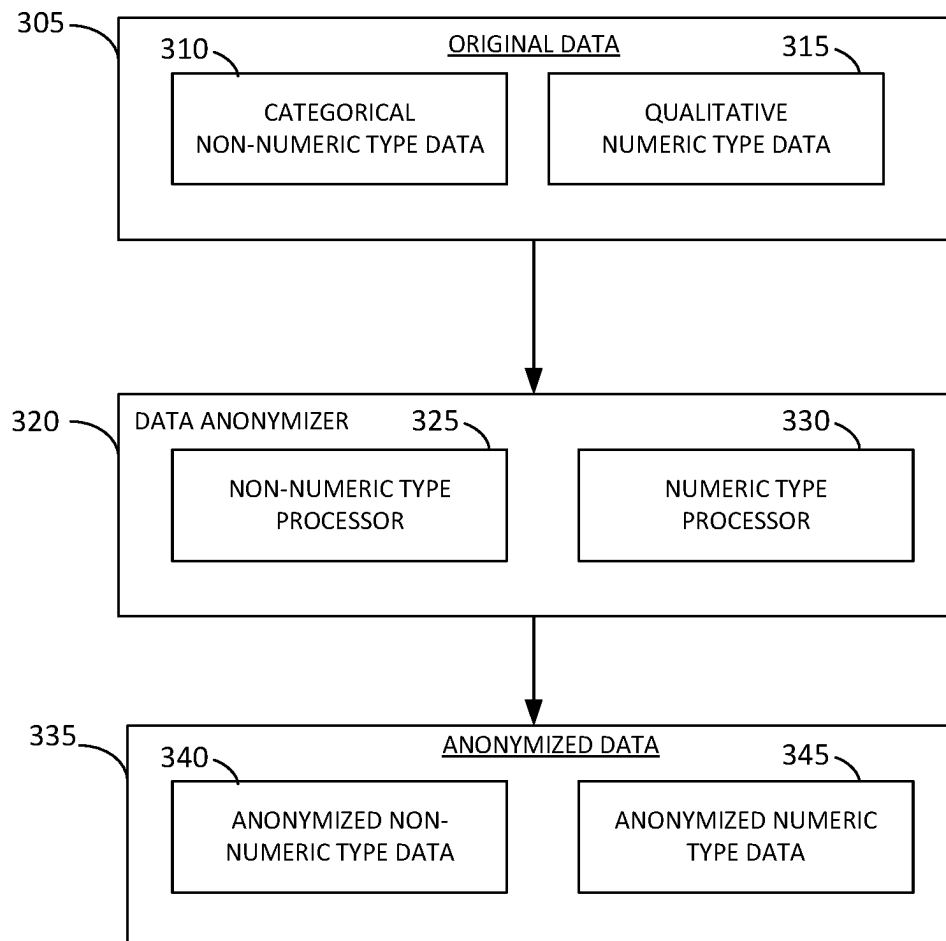 305
ORIGINAL DATA
310
315
CATEGORICAL
NON-NUMERIC TYPE DATA
QUALITATIVE
NUMERIC TYPE DATA
320
DATA ANONYMIZER
325
330
NON-NUMERIC TYPE
PROCESSOR
NUMERIC TYPE
PROCESSOR
335
ANONYMIZED DATA
340
345
ANONYMIZED NON-
NUMERIC TYPE DATA
ANONYMIZED NUMERIC
TYPE DATA